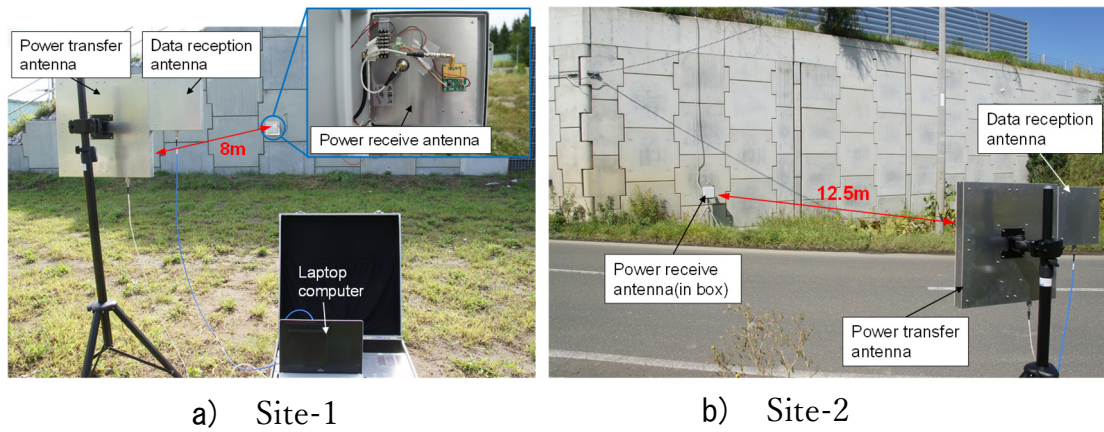 Power transfer
antenna
Data reception
antenna
Power receive antenna
8m
Laptop
computer
Data reception
antenna
12.5m
Power receive
antenna(in box)
Power transfer
antenna
a) Site-1
b) Site-2